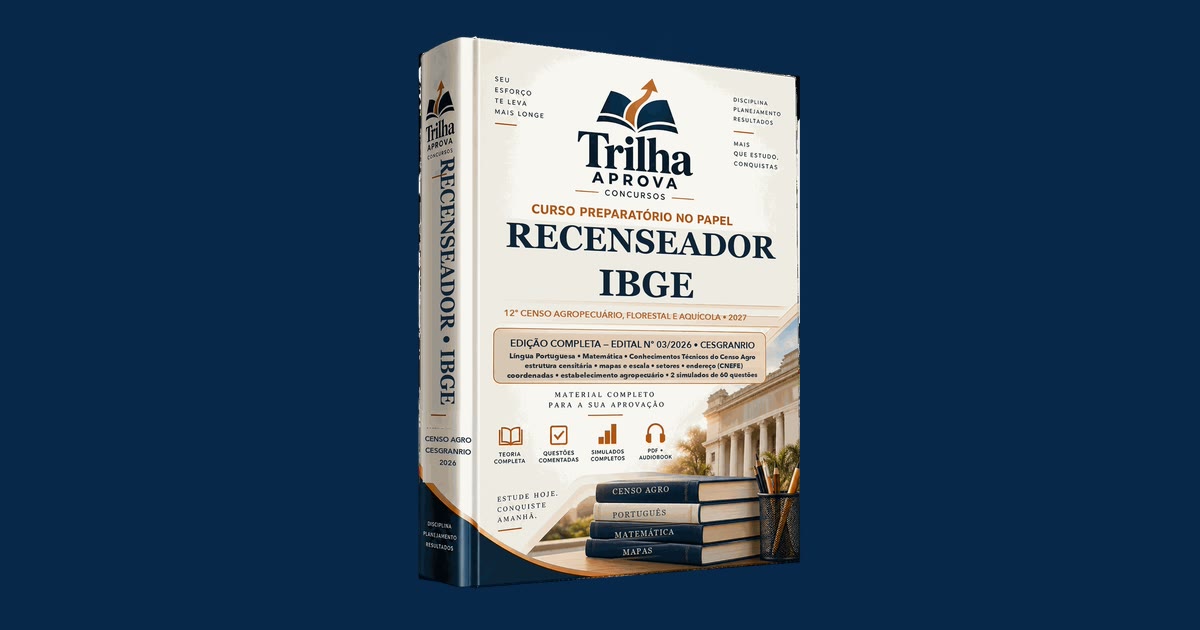 Trilha
APROVA
CONCURSOS
RECENSEADOR • IBGE
CENSO AGRO
CESGRANRIO
2026
DISCIPLINA
PLANEJAMENTO
RESULTADOS
SEU
ESFORÇO
TE LEVA
MAIS LONGE
Trilha
APROVA
CONCURSOS
DISCIPLINA
PLANEJAMENTO
RESULTADOS
MAIS
QUE ESTUDO,
CONQUISTAS
CURSO PREPARATÓRIO NO PAPEL
RECENSEADOR
IBGE
12º CENSO AGROPECUÁRIO, FLORESTAL E AQUÍCOLA • 2027
EDIÇÃO COMPLETA – EDITAL Nº 03/2026 • CESGRANRIO
Língua Portuguesa • Matemática • Conhecimentos Técnicos do Censo Agro
estrutura censitária • mapas e escala • setores • endereço (CNEFE)
coordenadas • estabelecimento agropecuário • 2 simulados de 60 questões
MATERIAL COMPLETO
PARA A SUA APROVAÇÃO
TEORIA
COMPLETA
QUESTÕES
COMENTADAS
SIMULADOS
COMPLETOS
PDF +
AUDIOBOOK
ESTUDE HOJE.
CONQUISTE
AMANHÃ.
CENSO AGRO
PORTUGUÊS
MATEMÁTICA
MAPAS